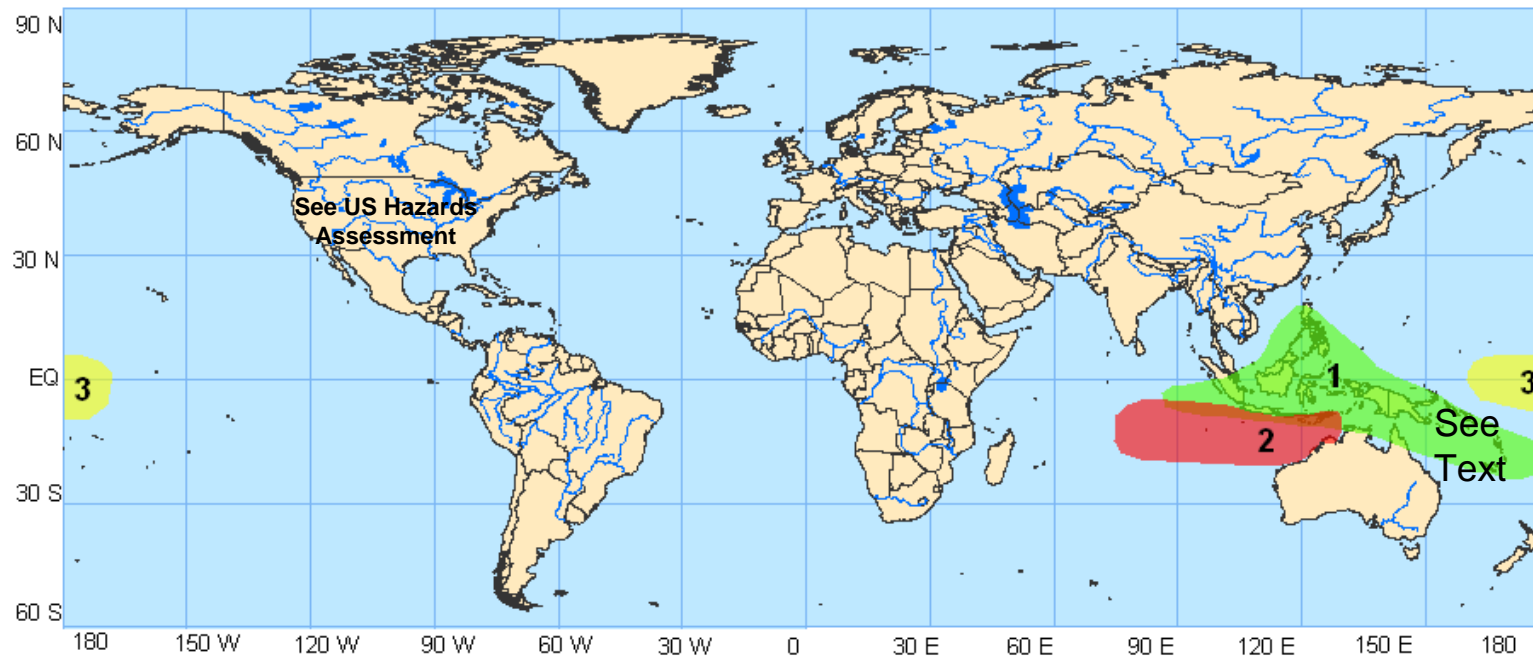 90 N
60 N
See US Hazards
Assessment
30 N
EQ
3
1
3
2
See
Text
30 S
60 S
180
150 W
120 W
90 W
60 W
30 W
0
30 E
60 E
90 E
120 E
150 E
180